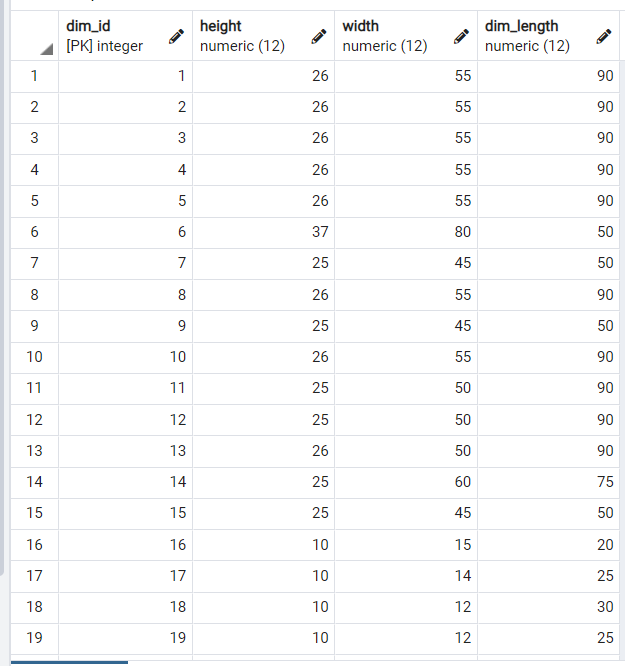 dim_id height width dim_length
[PK] integer numeric (12) numeric (12) numeric (12)
1 1 26 55 90
2 2 26 55 90
3 3 26 55 90
4 4 26 55 90
5 5 26 55 90
6 6 37 80 50
7 7 25 45 50
8 8 26 55 90
9 9 25 45 50
10 10 26 55 90
11 11 25 50 90
12 12 25 50 90
13 13 26 50 90
14 14 25 60 75
15 15 25 45 50
16 16 10 15 20
17 17 10 14 25
18 18 10 12 30
19 19 10 12 25